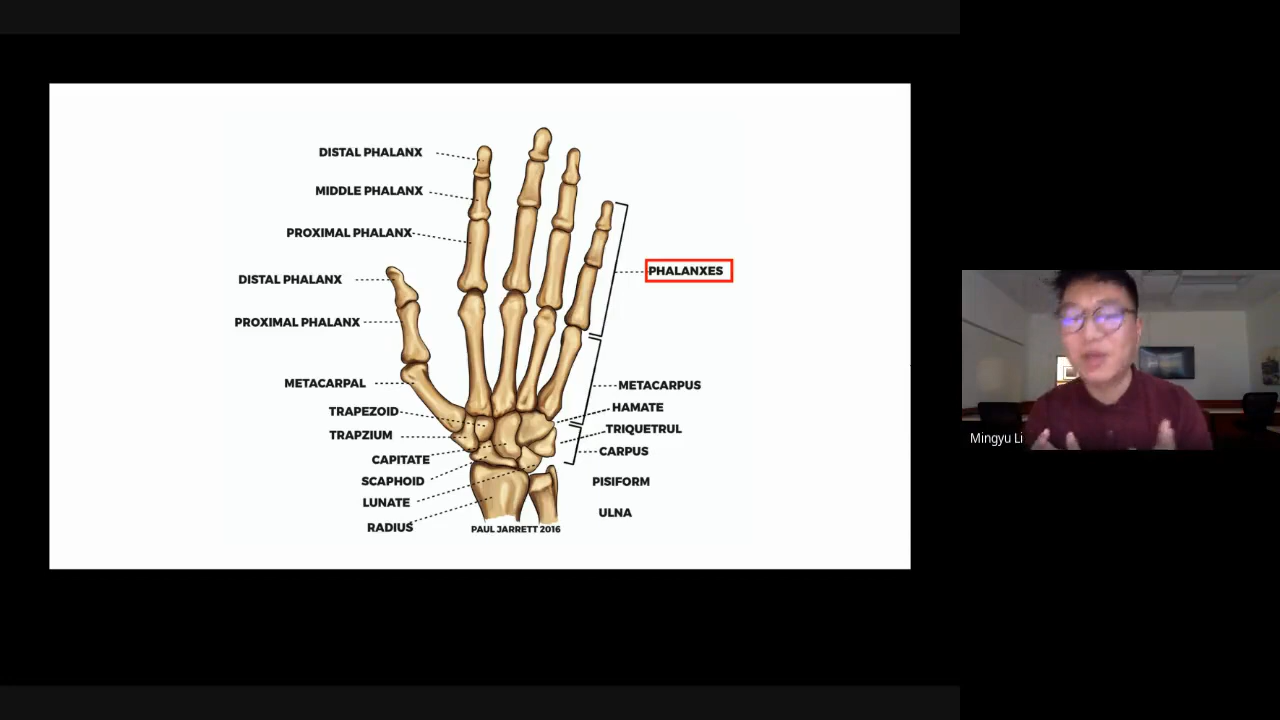 DISTAL PHALANX
MIDDLE PHALANX
PROXIMAL PHALANX
DISTAL PHALANX
PROXIMAL PHALANX
METACARPAL
TRAPEZOID
TRAPZIUM
CAPITATE
SCAPHOID
LUNATE
RADIUS
PAUL JARRETT 2016
PHALANXES
METACARPUS
HAMATE
TRIQUETRUL
CARPUS
PISIFORM
ULNA
Mingyu Li